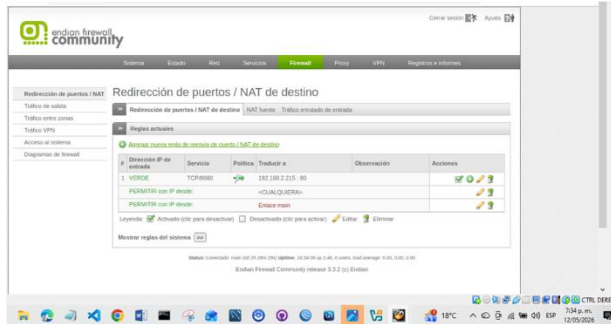 Cerrar sesión Ayuda
endian firewall
community
Sistema Estado Red Servicios Firewall Proxy VPN Registros e informes
Redirección de puertos / NAT
Tráfico de salida
Tráfico entre zonas
Tráfico VPN
Acceso al sistema
Diagramas de firewall
Redirección de puertos / NAT de destino
>> Redirección de puertos / NAT de destino NAT fuente Tráfico enrutado de entrada
>> Reglas actuales
Agregar nueva regla de reenvío de puerto / NAT de destino
# Dirección IP de entrada Servicio Política Traducir a Observación Acciones
1 VERDE TCP/8080 192.168.2.215 : 80
PERMITIR con IP desde: <CUALQUIERA>
PERMITIR con IP desde: Enlace main
Leyenda: Activado (clic para desactivar) Desactivado (clic para activar) Editar Eliminar
Mostrar reglas del sistema >>
Endian Firewall Community release 3.3.2 (c) Endian
CTRL DERE
18°C ESP 7:34 p. m.
12/05/2026